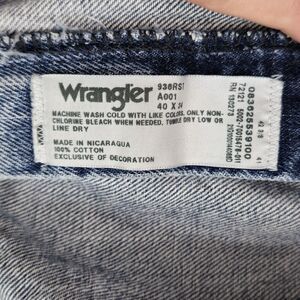 Wrangler
936RST
A001
40 X 34
MACHINE WASH COLD WITH LIKE COLORS, ONLY NON-
CHLORINE BLEACH WHEN NEEDED, TUMBLE DRY LOW OR
LINE DRY
MADE IN NICARAGUA
100% COTTON
EXCLUSIVE OF DECORATION